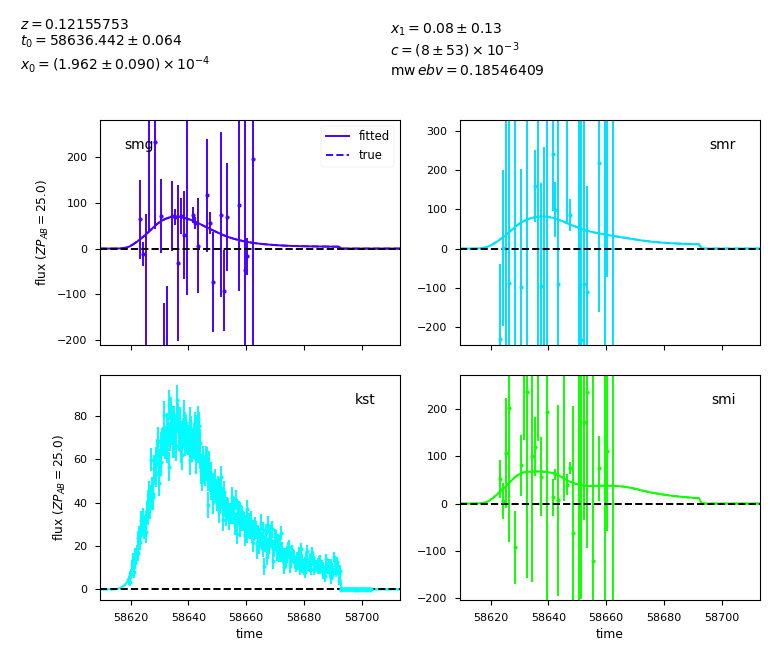 z = 0.12155753
t₀ = 58636.442 ± 0.064
x₀ = (1.962 ± 0.090) × 10⁻⁴
x₁ = 0.08 ± 0.13
c = (8 ± 53) × 10⁻³
mw ebv = 0.18546409
smg
fitted
true
flux (ZP_AB = 25.0)
200
100
0
−100
−200
smr
300
200
100
0
−100
−200
kst
flux (ZP_AB = 25.0)
80
60
40
20
0
58620 58640 58660 58680 58700
time
smi
200
100
0
−100
−200
58620 58640 58660 58680 58700
time